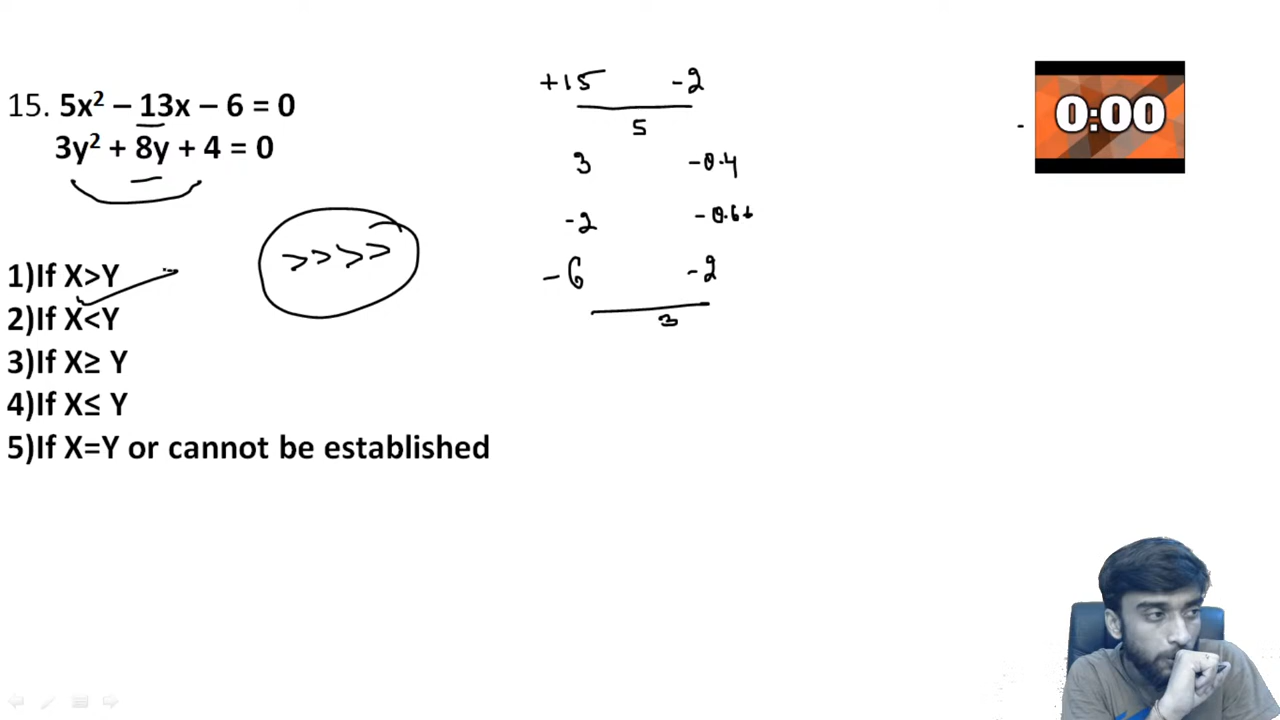 15. 5x² – 13x – 6 = 0
3y² + 8y + 4 = 0
1)If X>Y
2)If X<Y
3)If X≥ Y
4)If X≤ Y
5)If X=Y or cannot be established
>>>>
+15 -2
5
3 -0.4
-2 -0.66
-6 -2
3
0:00